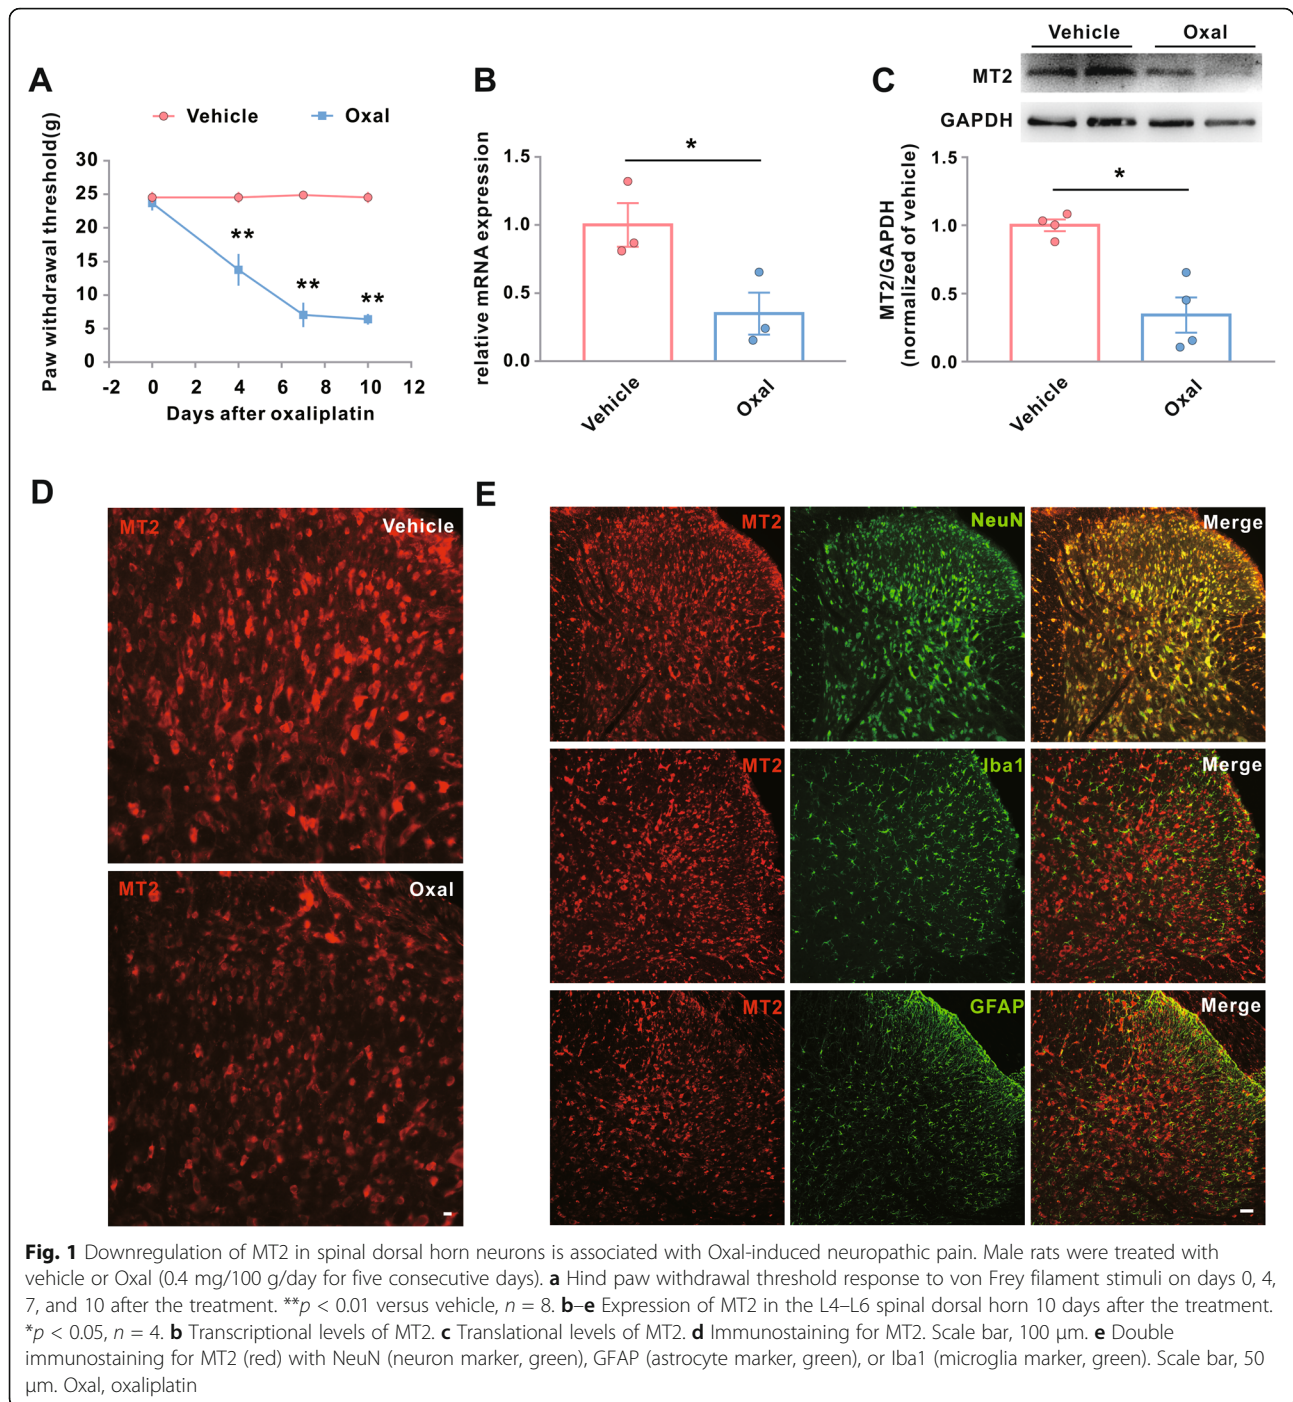 Vehicle Oxal
A B C
MT2
GAPDH
Vehicle Oxal
Paw withdrawal threshold(g)
30
25
20
15
10
5
0
** ** **
-2 0 2 4 6 8 10 12
Days after oxaliplatin
relative mRNA expression
1.5
1.0
0.5
0.0
*
Vehicle Oxal
MT2/GAPDH
(normalized of vehicle)
1.5
1.0
0.5
0.0
*
Vehicle Oxal
D
MT2 Vehicle
MT2 Oxal
E
MT2 NeuN Merge
MT2 Iba1 Merge
MT2 GFAP Merge
Fig. 1 Downregulation of MT2 in spinal dorsal horn neurons is associated with Oxal-induced neuropathic pain. Male rats were treated with
vehicle or Oxal (0.4 mg/100 g/day for five consecutive days). a Hind paw withdrawal threshold response to von Frey filament stimuli on days 0, 4,
7, and 10 after the treatment. **p < 0.01 versus vehicle, n = 8. b–e Expression of MT2 in the L4–L6 spinal dorsal horn 10 days after the treatment.
*p < 0.05, n = 4. b Transcriptional levels of MT2. c Translational levels of MT2. d Immunostaining for MT2. Scale bar, 100 μm. e Double
immunostaining for MT2 (red) with NeuN (neuron marker, green), GFAP (astrocyte marker, green), or Iba1 (microglia marker, green). Scale bar, 50
μm. Oxal, oxaliplatin